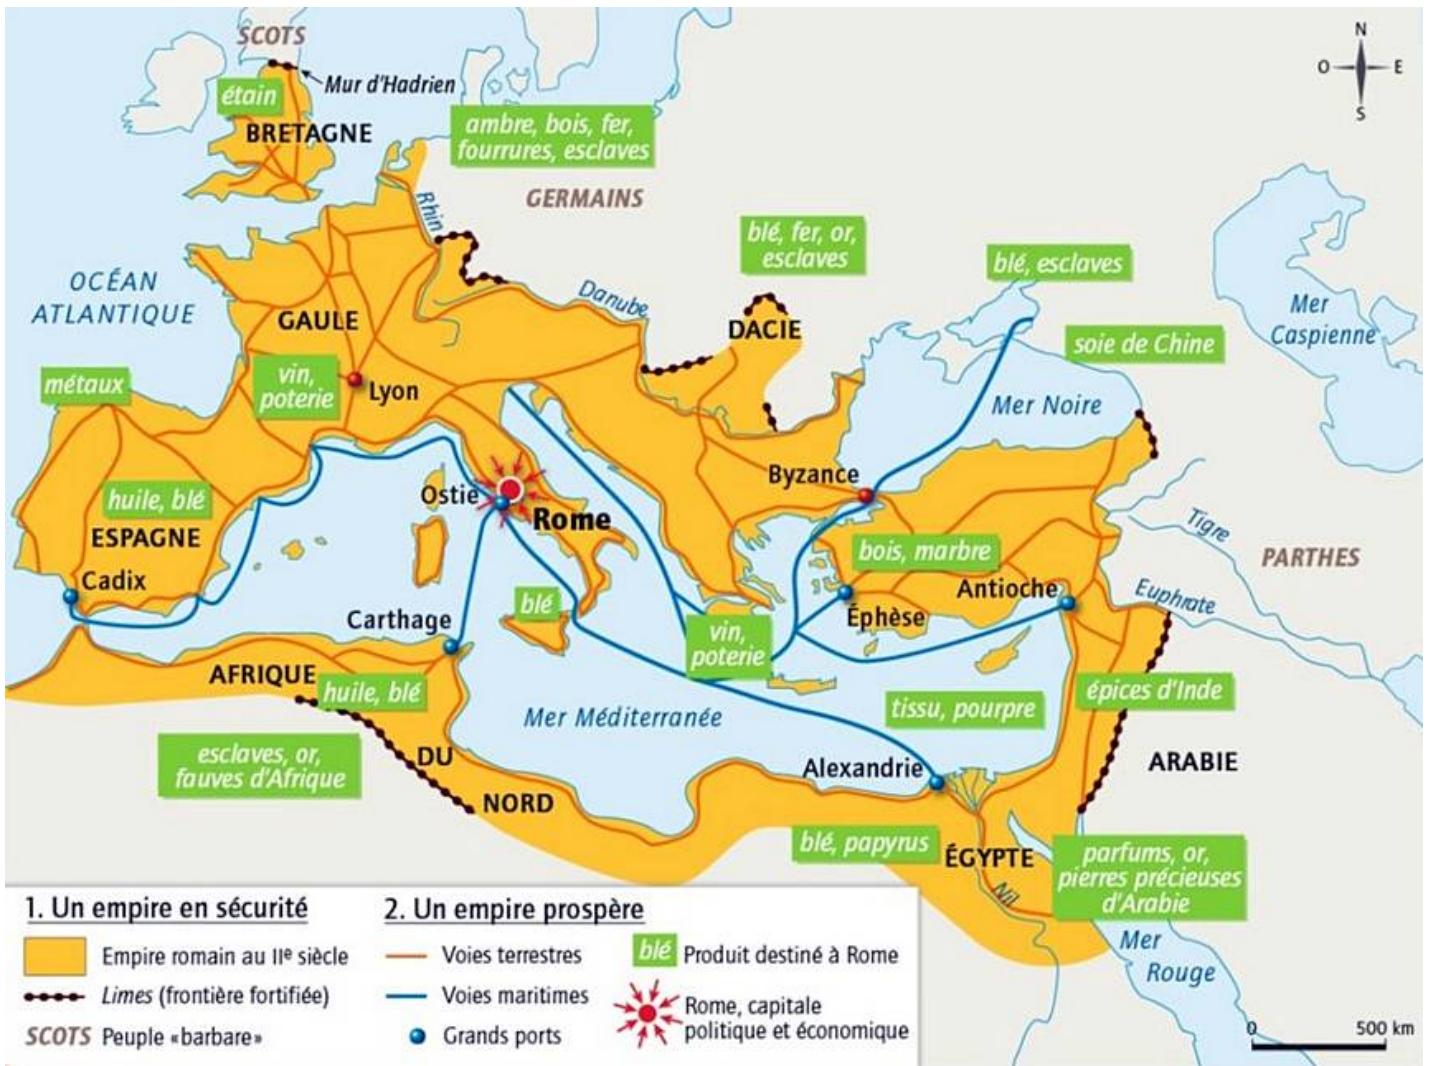 SCOTS
N
O
E
S
Mur d'Hadrien
étain
BRETAGNE
ambre, bois, fer,
fourrures, esclaves
GERMAINS
Rhin
blé, fer, or,
esclaves
blé, esclaves
OCÉAN
ATLANTIQUE
Danube
Mer
Caspienne
GAULE
DACIE
soie de Chine
métaux
vin,
poterie
Lyon
Mer Noire
Byzance
Ostie
Rome
huile, blé
ESPAGNE
Tigre
bois, marbre
PARTHES
Cadix
Antioche
Euphrate
blé
Carthage
Éphèse
vin,
poterie
AFRIQUE
huile, blé
épices d'Inde
Mer Méditerranée
tissu, pourpre
esclaves, or,
fauves d'Afrique
DU
Alexandrie
ARABIE
NORD
blé, papyrus
ÉGYPTE
parfums, or,
pierres précieuses
d'Arabie
Nil
Mer
Rouge
1. Un empire en sécurité
Empire romain au IIe siècle
Limes (frontière fortifiée)
SCOTS Peuple «barbare»
2. Un empire prospère
Voies terrestres
Voies maritimes
Grands ports
blé Produit destiné à Rome
Rome, capitale
politique et économique
0 500 km